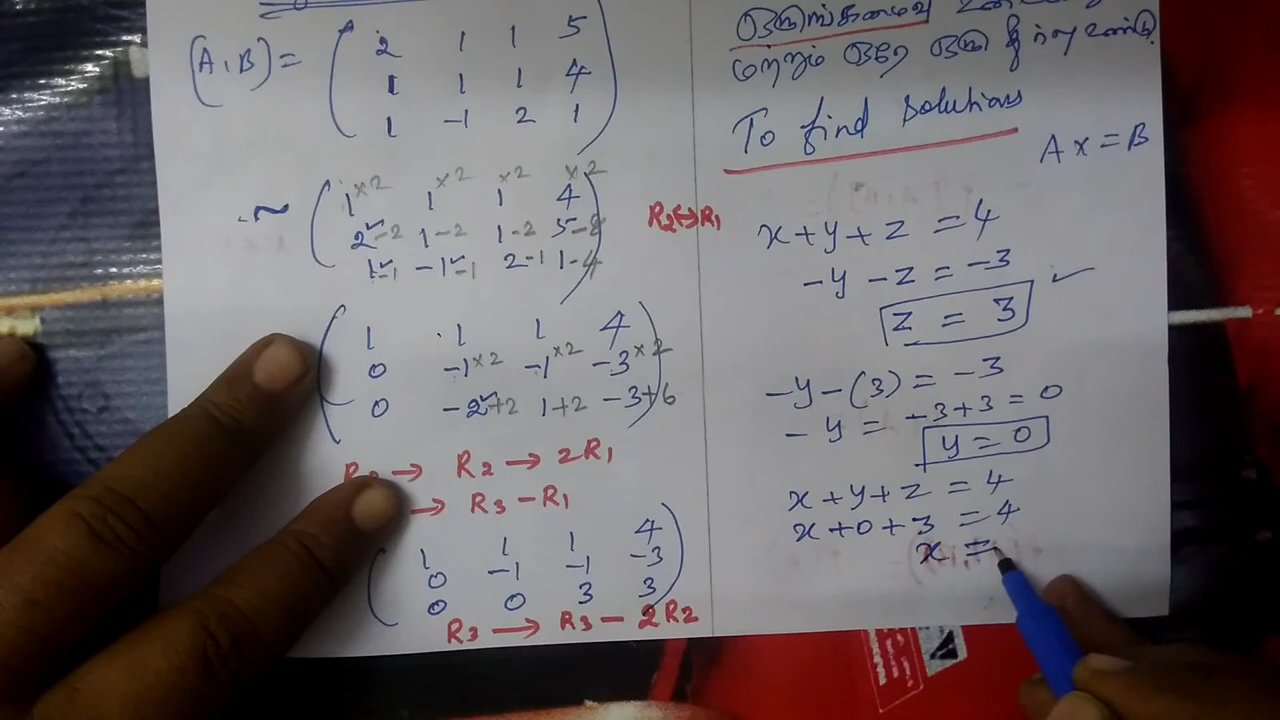 (A, B) = ( 2 1 1 5
1 1 1 4
1 -1 2 1 )
~ ( 1×2 1×2 1×2 4×2
2-2 1-2 1-2 5-8
1-1 -1-1 2-1 1-4 ) R2↔R1
( 1 1 1 4
0 -1×2 -1×2 -3×2
0 -2+2 1+2 -3+6 )
→ R2 → 2R1
→ R3 - R1
( 1 1 1 4
0 -1 -1 -3
0 0 3 3 )
R3 → R3 - 2R2
மற்றும் ஒரே ஒரு தீர்வு உண்டு.
To find solutions
AX = B
x + y + z = 4
-y - z = -3
z = 3
-y - (3) = -3
-y = -3+3 = 0
y = 0
x + y + z = 4
x + 0 + 3 = 4
x =